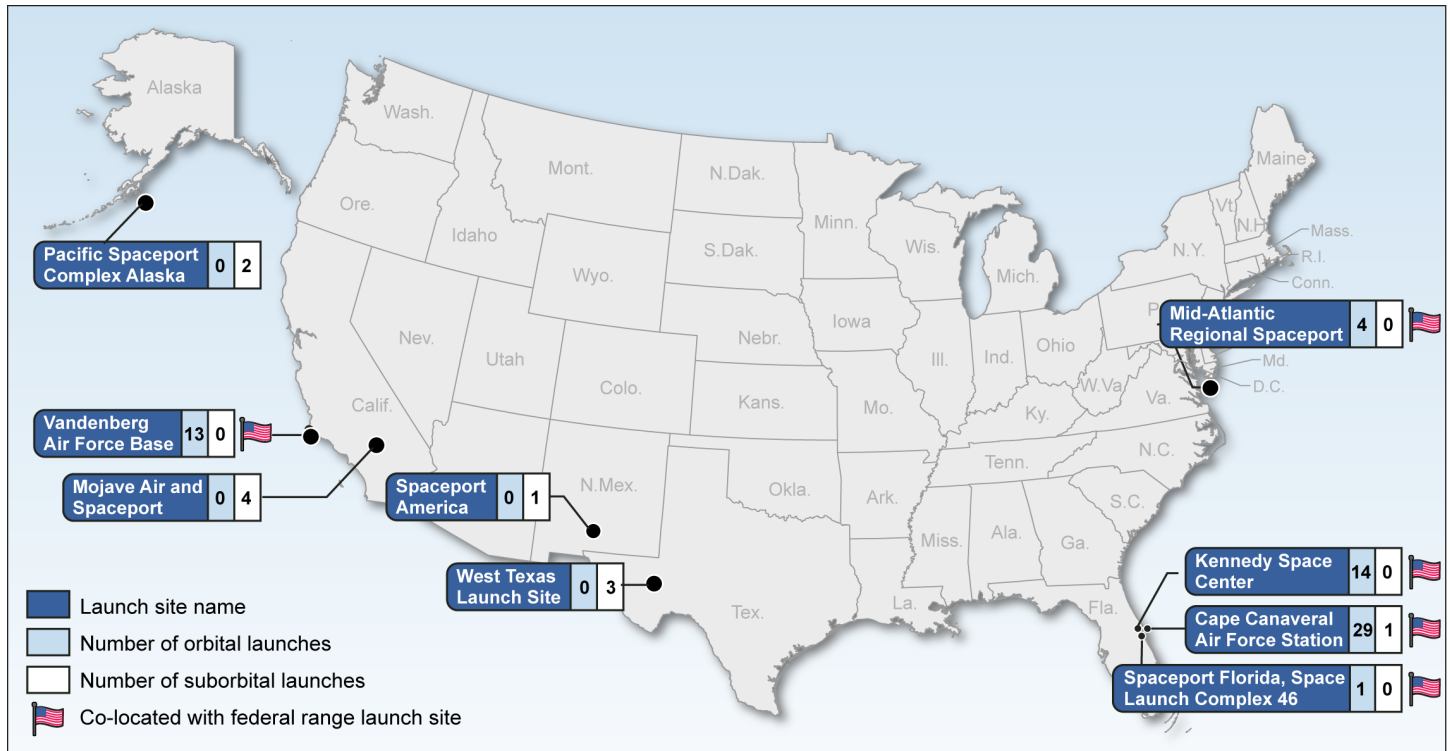 Alaska
Wash.
Mont.
N.Dak.
Minn.
Maine
Vt.
N.H.
Mass.
R.I.
Conn.
N.Y.
Ore.
Idaho
S.Dak.
Wis.
Mich.
Wyo.
Pacific Spaceport
Complex Alaska
0 2
Mid-Atlantic
Regional Spaceport
4 0
Nev.
Utah
Colo.
Nebr.
Iowa
Ill.
Ind.
Ohio
Md.
D.C.
W.Va
Va.
Calif.
Kans.
Mo.
Ky.
Vandenberg
Air Force Base
13 0
Mojave Air and
Spaceport
0 4
Spaceport
America
0 1
N.Mex.
Okla.
Ark.
Tenn.
N.C.
S.C.
Miss.
Ala.
Ga.
West Texas
Launch Site
0 3
Tex.
La.
Fla.
Kennedy Space
Center
14 0
Cape Canaveral
Air Force Station
29 1
Spaceport Florida, Space
Launch Complex 46
1 0
Launch site name
Number of orbital launches
Number of suborbital launches
Co-located with federal range launch site